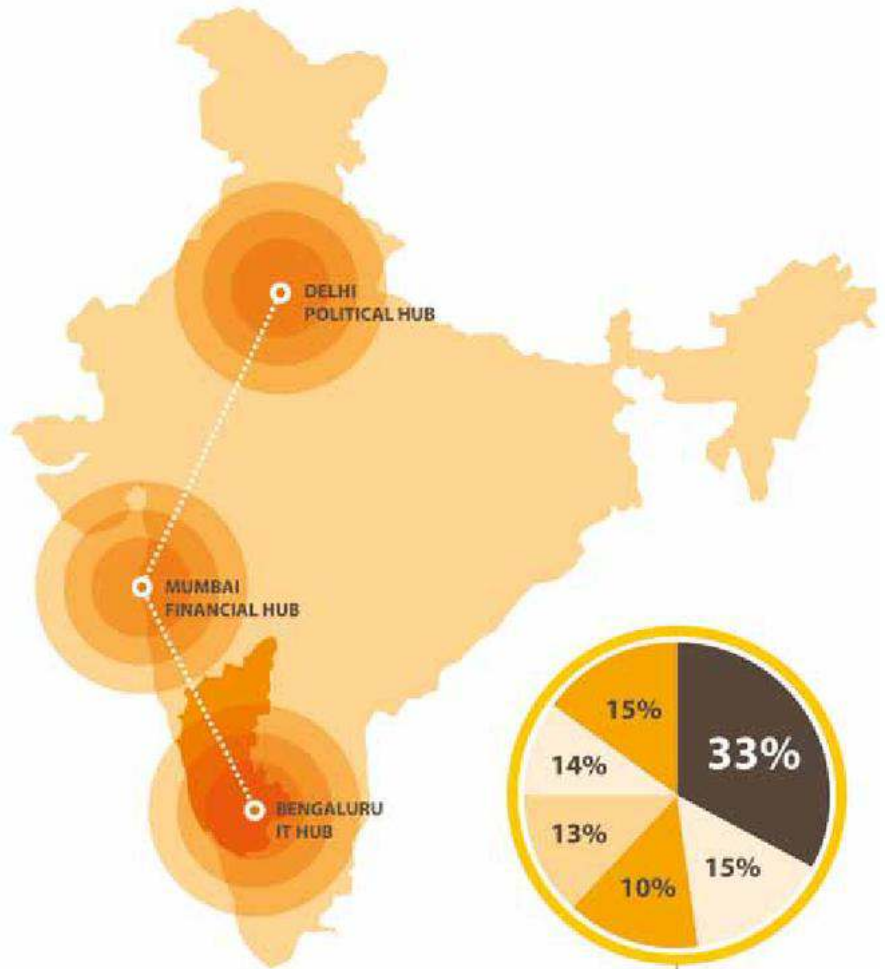 DELHI
POLITICAL HUB
MUMBAI
FINANCIAL HUB
BENGALURU
IT HUB
15%
33%
14%
13%
15%
10%